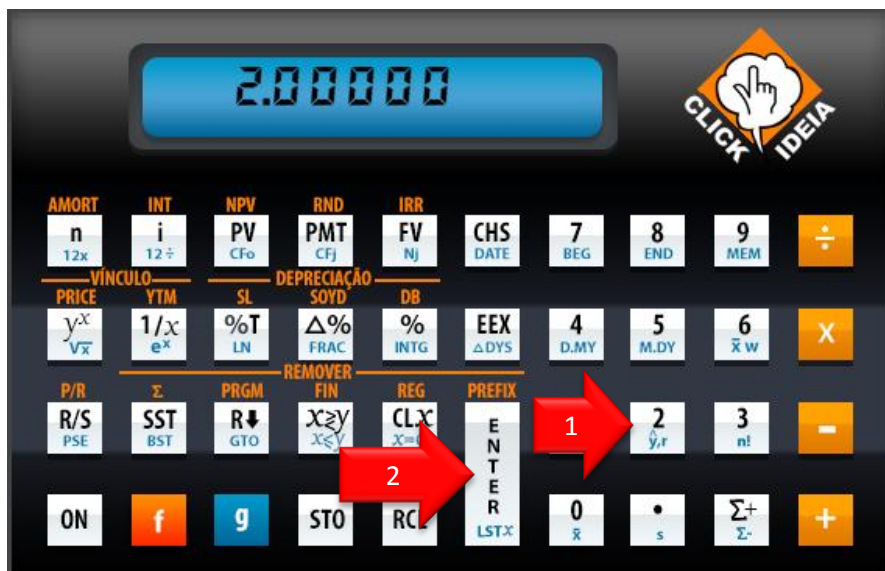 2.00000
CLICK IDEIA
AMORT INT NPV RND IRR
n i PV PMT FV CHS 7 8 9 ÷
12x 12÷ CFo CFj Nj DATE BEG END MEM
VÍNCULO DEPRECIAÇÃO
PRICE YTM SL SOYD DB
yˣ 1/x %T Δ% % EEX 4 5 6 X
√x eˣ LN FRAC INTG ΔDYS D.MY M.DY x̄ w
REMOVER
P/R Σ PRGM FIN REG PREFIX
R/S SST R⬇ x≷y CLx ENTER 1 2 3 -
PSE BST GTO x≤y ŷ,r n!
2
ON f g STO 0 • Σ+ +
LSTx x̄ s Σ-